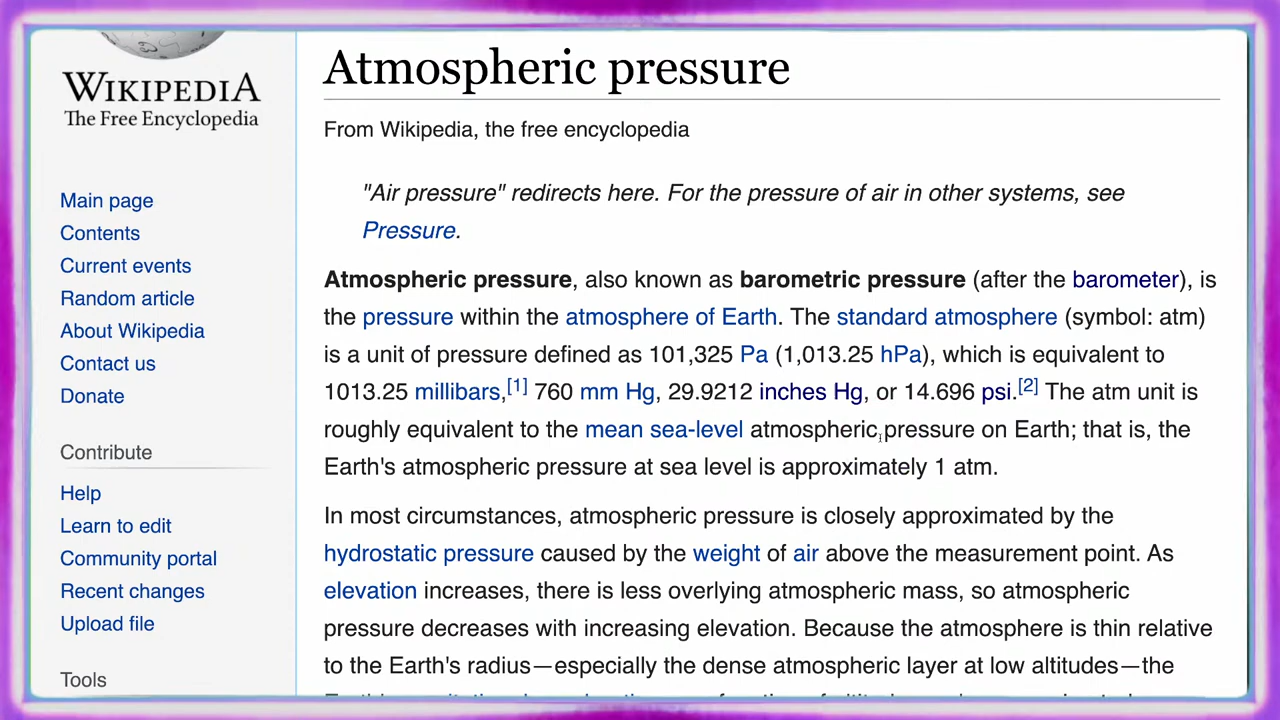 WIKIPEDIA
The Free Encyclopedia
Main page
Contents
Current events
Random article
About Wikipedia
Contact us
Donate
Contribute
Help
Learn to edit
Community portal
Recent changes
Upload file
Tools
Atmospheric pressure
From Wikipedia, the free encyclopedia
"Air pressure" redirects here. For the pressure of air in other systems, see
Pressure.
Atmospheric pressure, also known as barometric pressure (after the barometer), is
the pressure within the atmosphere of Earth. The standard atmosphere (symbol: atm)
is a unit of pressure defined as 101,325 Pa (1,013.25 hPa), which is equivalent to
1013.25 millibars,[1] 760 mm Hg, 29.9212 inches Hg, or 14.696 psi.[2] The atm unit is
roughly equivalent to the mean sea-level atmospheric pressure on Earth; that is, the
Earth's atmospheric pressure at sea level is approximately 1 atm.
In most circumstances, atmospheric pressure is closely approximated by the
hydrostatic pressure caused by the weight of air above the measurement point. As
elevation increases, there is less overlying atmospheric mass, so atmospheric
pressure decreases with increasing elevation. Because the atmosphere is thin relative
to the Earth's radius—especially the dense atmospheric layer at low altitudes—the